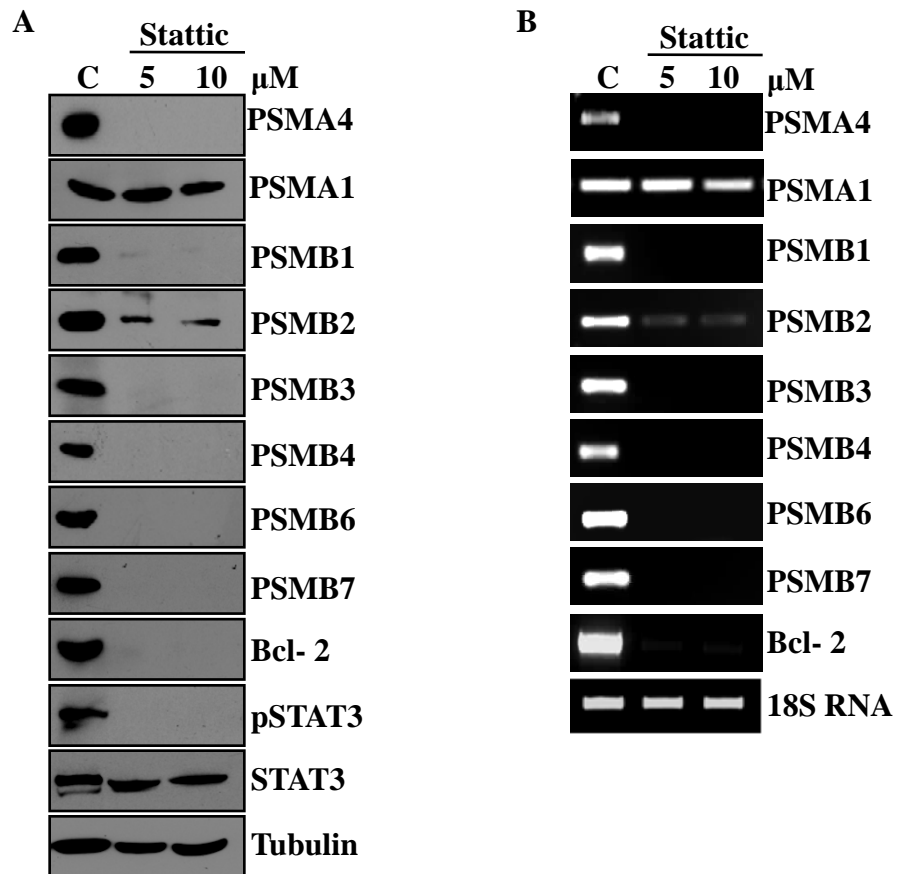 A
Stattic
C 5 10 μM
PSMA4
PSMA1
PSMB1
PSMB2
PSMB3
PSMB4
PSMB6
PSMB7
Bcl- 2
pSTAT3
STAT3
Tubulin
B
Stattic
C 5 10 μM
PSMA4
PSMA1
PSMB1
PSMB2
PSMB3
PSMB4
PSMB6
PSMB7
Bcl- 2
18S RNA